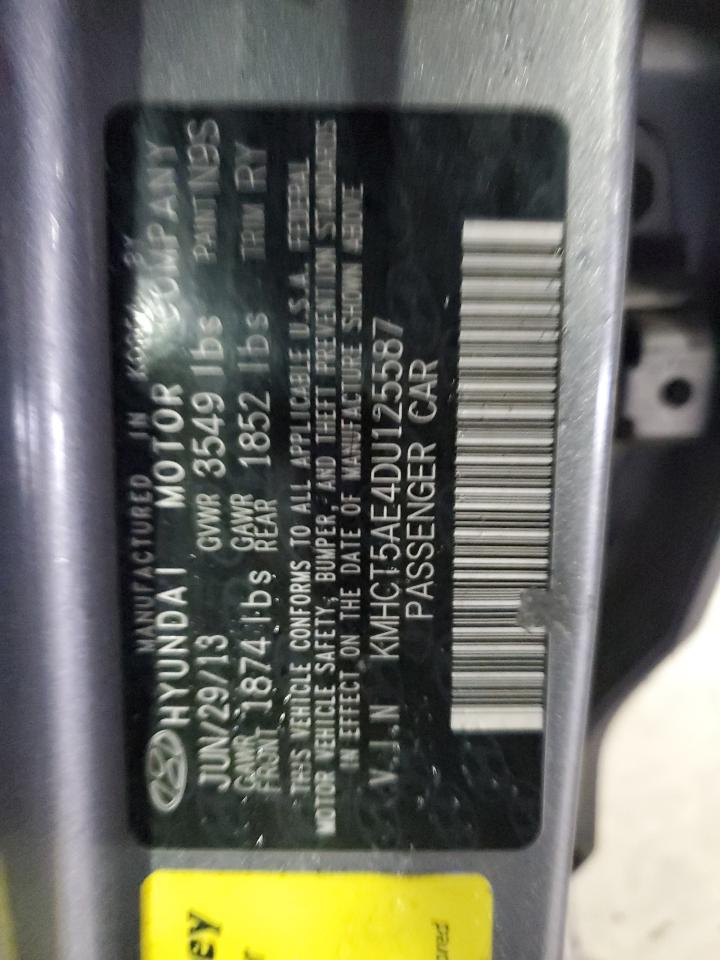 MANUFACTURED IN KOREA BY
HYUNDAI MOTOR COMPANY
JUN/29/13 GVWR 3549 lbs PAINT N9S
GAWR FRONT 1874 lbs GAWR REAR 1852 lbs TRIM RY
THIS VEHICLE CONFORMS TO ALL APPLICABLE U.S.A. FEDERAL
MOTOR VEHICLE SAFETY, BUMPER, AND THEFT PREVENTION STANDARDS
IN EFFECT ON THE DATE OF MANUFACTURE SHOWN ABOVE
V.I.N KMHCT5AE4DU125587
PASSENGER CAR